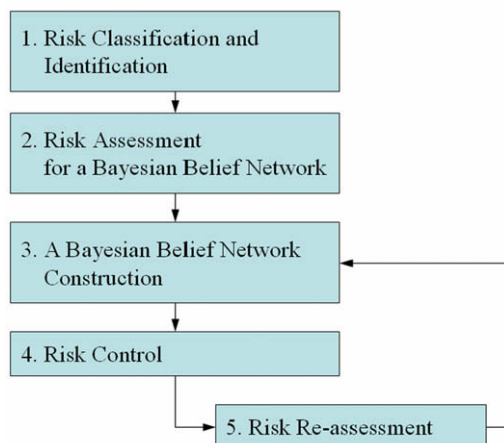 1. Risk Classification and
Identification
2. Risk Assessment
for a Bayesian Belief Network
3. A Bayesian Belief Network
Construction
4. Risk Control
5. Risk Re-assessment